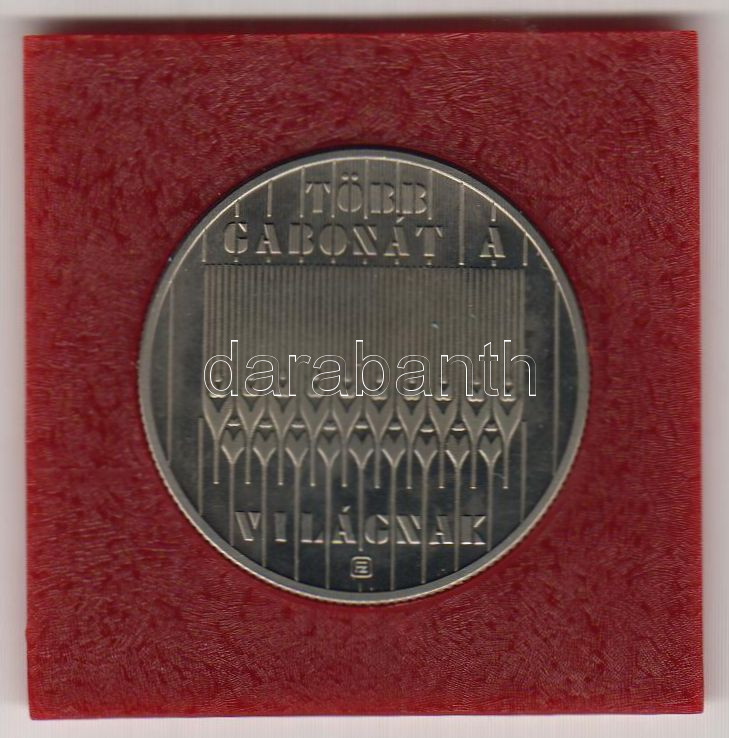 TÖBB
GABONÁT A
darabanth
VILÁGNAK